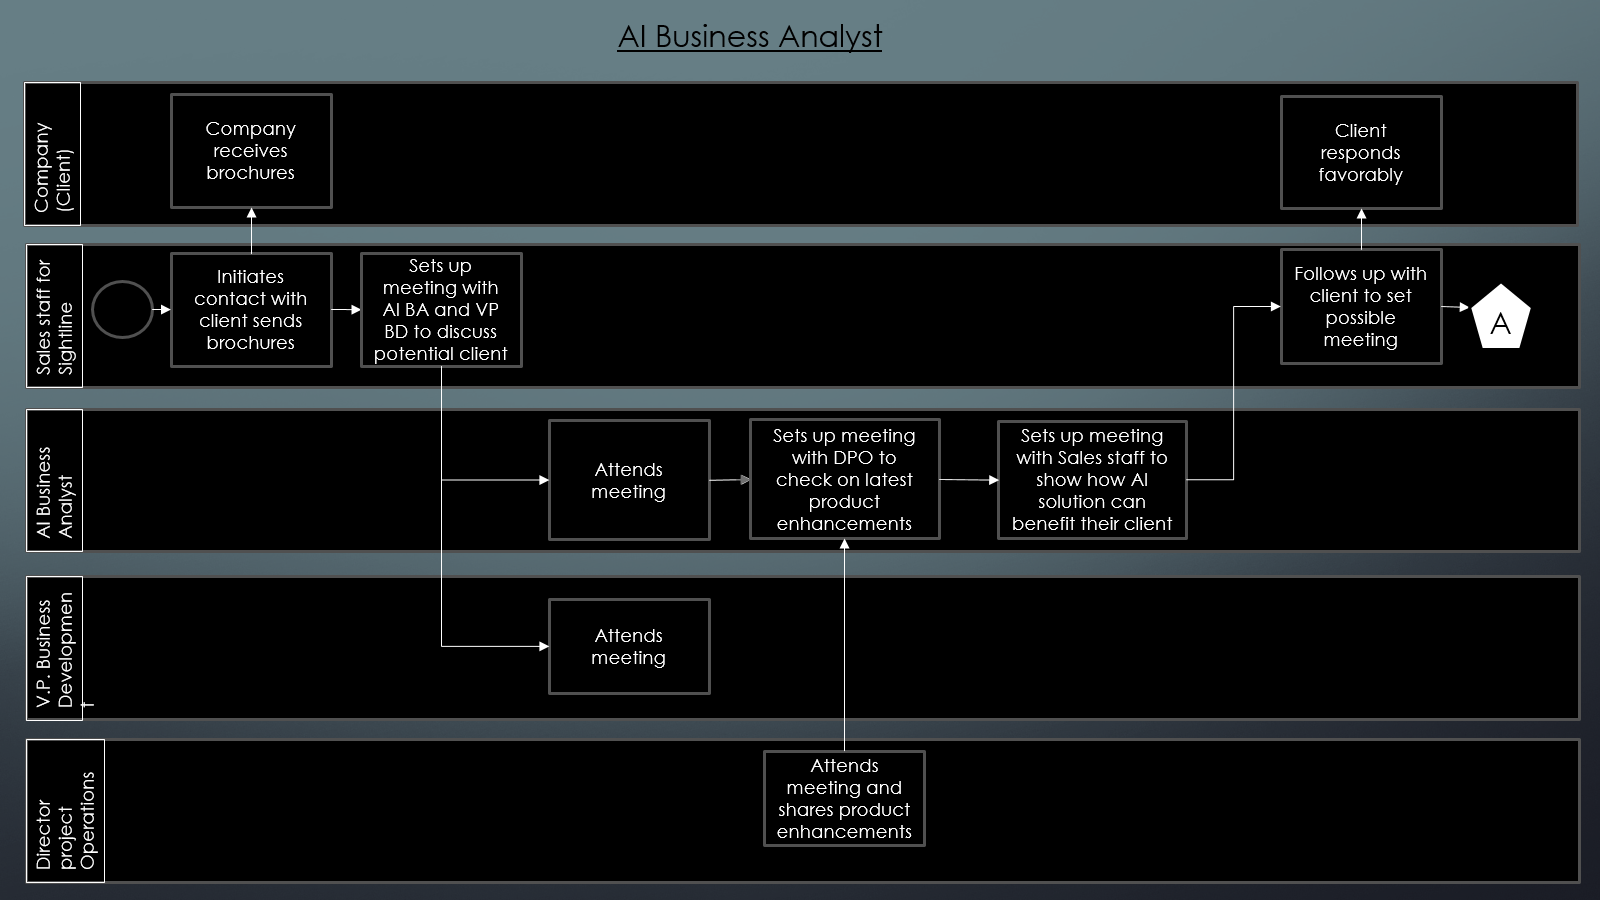 AI Business Analyst
Company
(Client)
Company
receives
brochures
Client
responds
favorably
Sales staff for
Sightline
Initiates
contact with
client sends
brochures
Sets up
meeting with
AI BA and VP
BD to discuss
potential client
Follows up with
client to set
possible
meeting
A
AI Business
Analyst
Attends
meeting
Sets up meeting
with DPO to
check on latest
product
enhancements
Sets up meeting
with Sales staff to
show how AI
solution can
benefit their client
V.P. Business
Developmen
t
Attends
meeting
Director
project
Operations
Attends
meeting and
shares product
enhancements